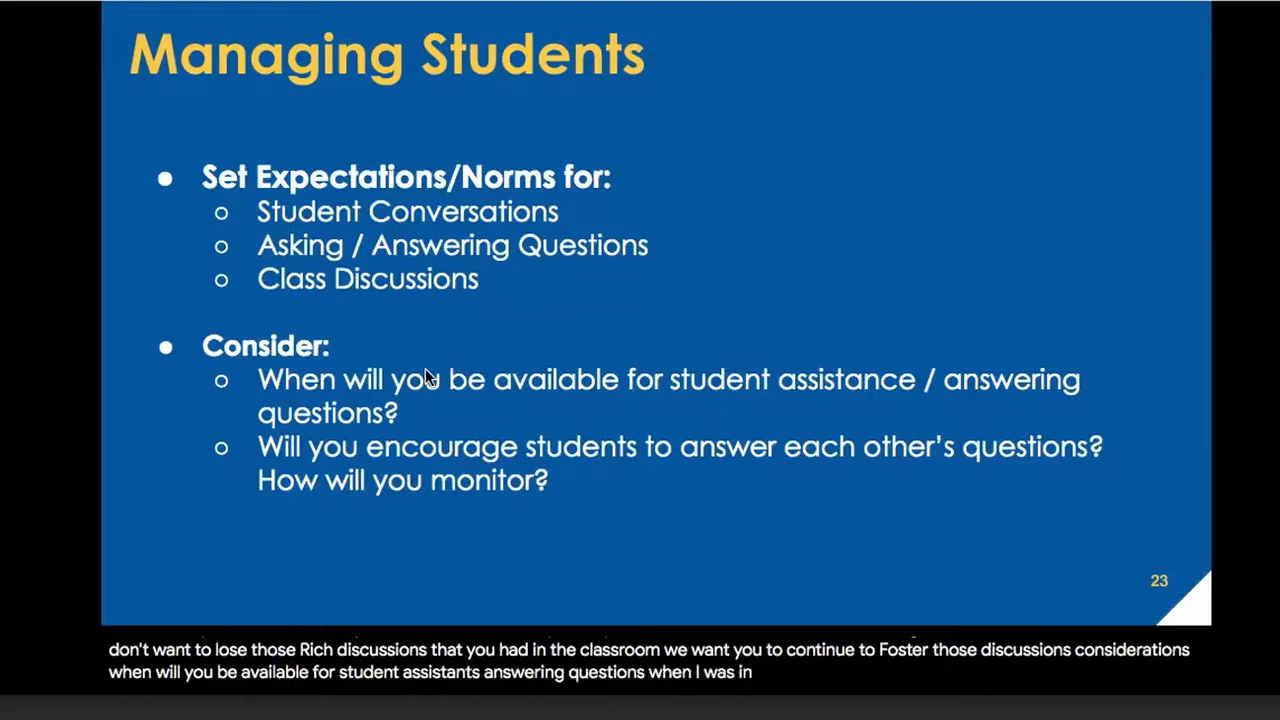 Managing Students
● Set Expectations/Norms for:
○ Student Conversations
○ Asking / Answering Questions
○ Class Discussions
● Consider:
○ When will you be available for student assistance / answering
questions?
○ Will you encourage students to answer each other's questions?
How will you monitor?
23
don't want to lose those Rich discussions that you had in the classroom we want you to continue to Foster those discussions considerations
when will you be available for student assistants answering questions when I was in